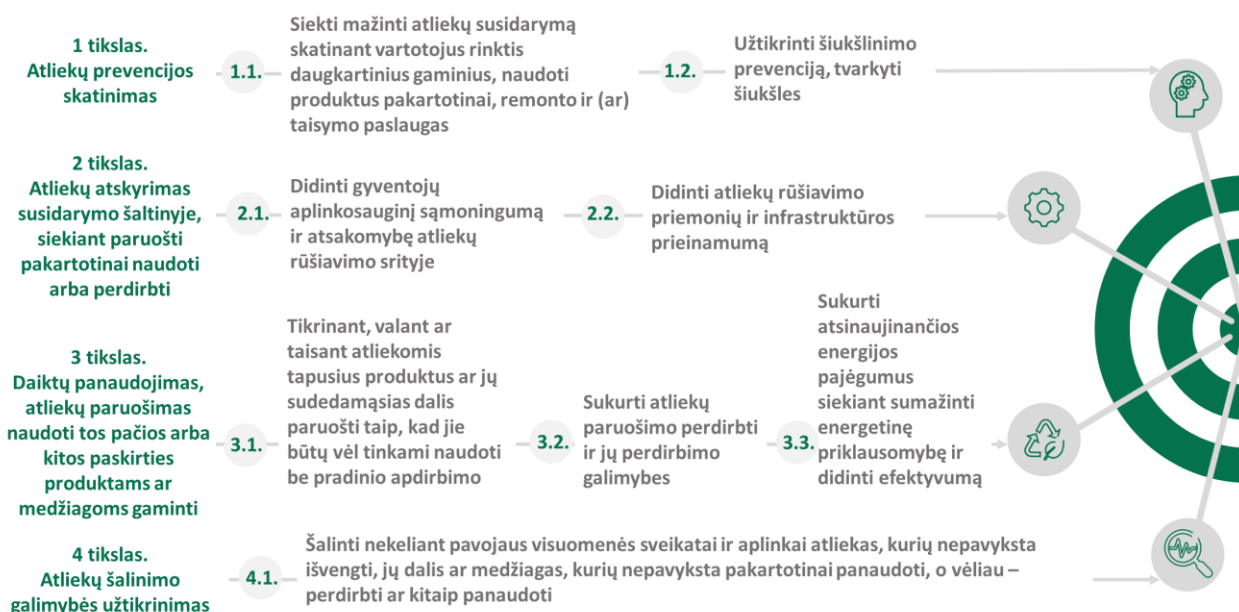 1 tikslas.
Atliekų prevencijos
skatinimas
1.1.
Siekti mažinti atliekų susidarymą
skatinant vartotojus rinktis
daugkartinius gaminius, naudoti
produktus pakartotinai, remonto ir (ar)
taisymo paslaugas
1.2.
Užtikrinti šiukšlinimo
prevenciją, tvarkyti
šiukšles
2 tikslas.
Atliekų atskyrimas
susidarymo šaltinyje,
siekiant paruošti
pakartotinai naudoti
arba perdirbti
2.1.
Didinti gyventojų
aplinkosauginį sąmoningumą
ir atsakomybę atliekų
rūšiavimo srityje
2.2.
Didinti atliekų rūšiavimo
priemonių ir infrastruktūros
prieinamumą
3 tikslas.
Daiktų panaudojimas,
atliekų paruošimas
naudoti tos pačios arba
kitos paskirties
produktams ar
medžiagoms gaminti
3.1.
Tikrinant, valant ar
taisant atliekomis
tapusius produktus ar jų
sudedamąsias dalis
paruošti taip, kad jie
būtų vėl tinkami naudoti
be pradinio apdirbimo
3.2.
Sukurti atliekų
paruošimo perdirbti
ir jų perdirbimo
galimybes
3.3.
Sukurti
atsinaujinančios
energijos
pajėgumus
siekiant sumažinti
energetinę
priklausomybę ir
didinti efektyvumą
4 tikslas.
Atliekų šalinimo
galimybės užtikrinimas
4.1.
Šalinti nekeliant pavojaus visuomenės sveikatai ir aplinkai atliekas, kurių nepavyksta
išvengti, jų dalis ar medžiagas, kurių nepavyksta pakartotinai panaudoti, o vėliau –
perdirbti ar kitaip panaudoti